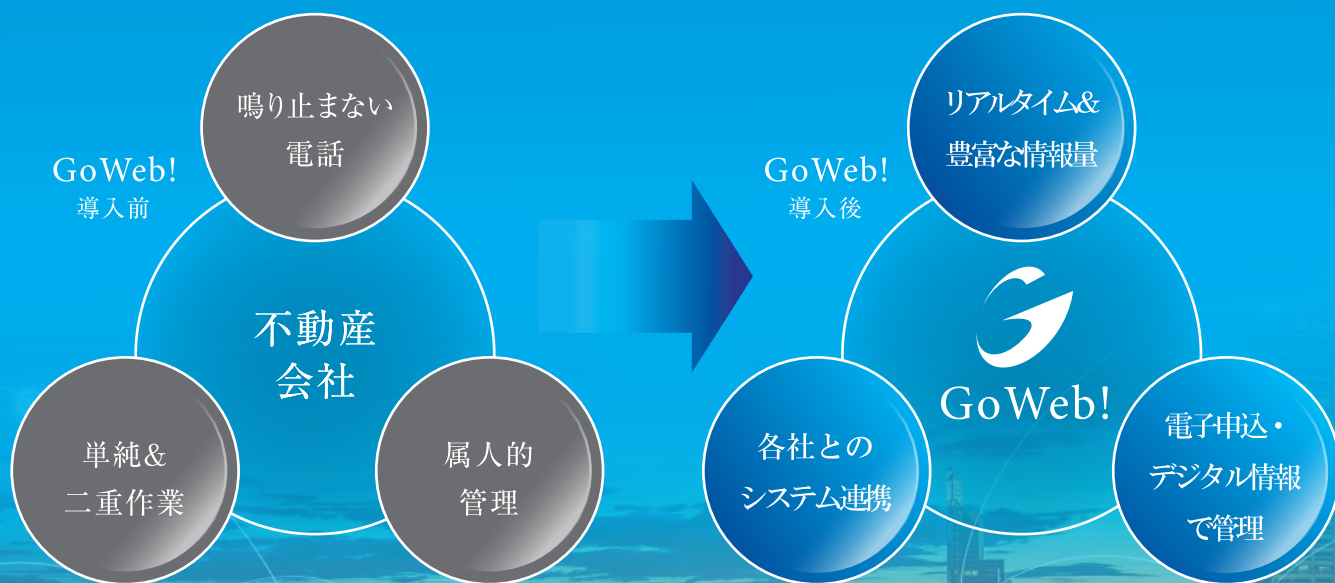 GoWeb!
導入前
鳴り止まない
電話
不動産
会社
単純&
二重作業
属人的
管理
GoWeb!
導入後
リアルタイム&
豊富な情報量
GoWeb!
各社との
システム連携
電子申込・
デジタル情報
で管理